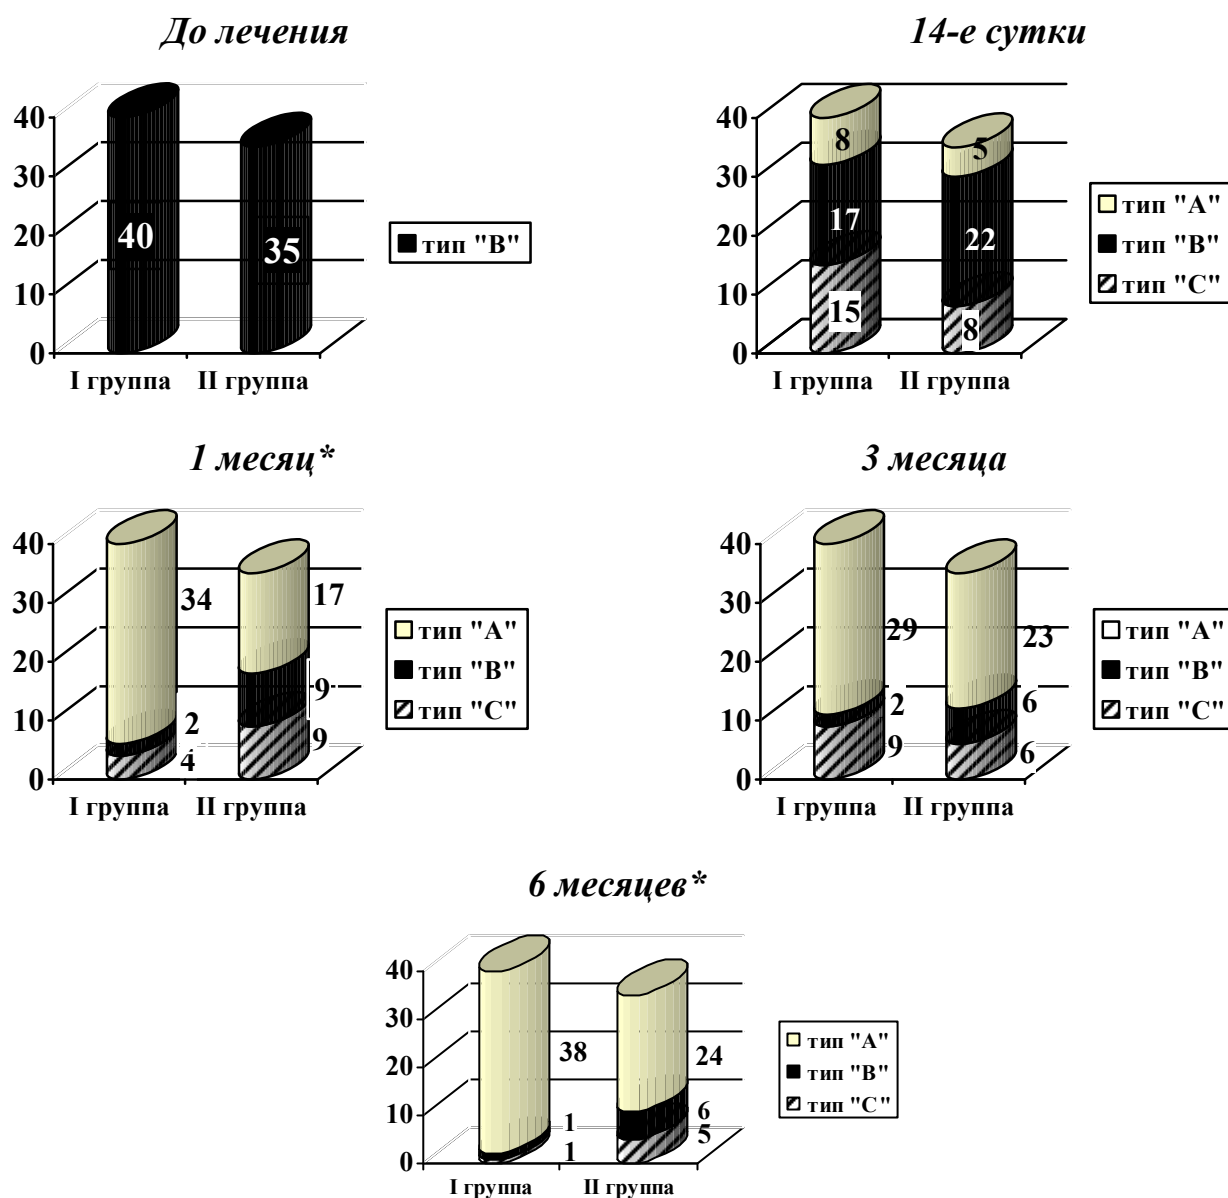 До лечения
40
30
20
10
0
40
35
I группа
II группа
тип "B"
14-е сутки
40
30
20
10
0
8
5
17
22
15
8
I группа
II группа
тип "A"
тип "B"
тип "C"
1 месяц*
40
30
20
10
0
34
17
2
9
4
9
I группа
II группа
тип "A"
тип "B"
тип "C"
3 месяца
40
30
20
10
0
29
23
2
6
9
6
I группа
II группа
тип "A"
тип "B"
тип "C"
6 месяцев*
40
30
20
10
0
38
24
1
6
1
5
I группа
II группа
тип "A"
тип "B"
тип "C"